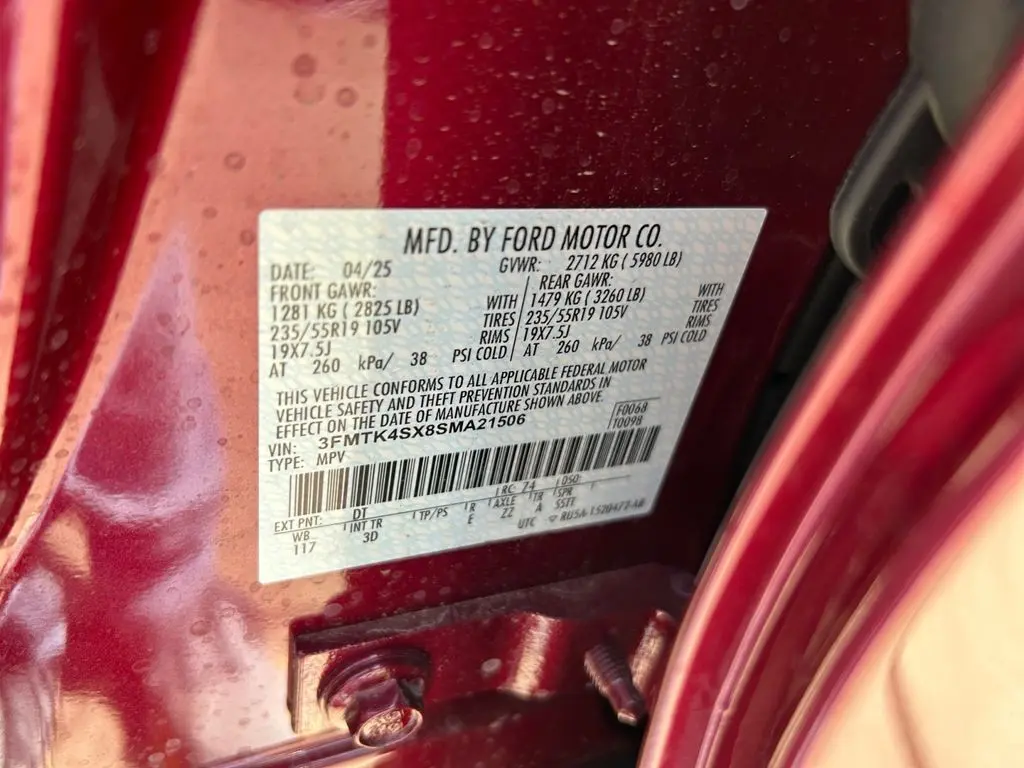 MFD. BY FORD MOTOR CO.
DATE: 04/25 GVWR: 2712 KG ( 5980 LB)
FRONT GAWR: REAR GAWR:
1281 KG ( 2825 LB) WITH 1479 KG ( 3260 LB) WITH
235/55R19 105V TIRES 235/55R19 105V TIRES
19X7.5J RIMS 19X7.5J RIMS
AT 260 kPa/ 38 PSI COLD AT 260 kPa/ 38 PSI COLD
THIS VEHICLE CONFORMS TO ALL APPLICABLE FEDERAL MOTOR
VEHICLE SAFETY AND THEFT PREVENTION STANDARDS IN
EFFECT ON THE DATE OF MANUFACTURE SHOWN ABOVE.
VIN: 3FMTK4SX8SMA21506 F0068
TYPE: MPV T0098
EXT PNT: DT RC: 74 DSO:
WB INT TR TP/PS R AXLE TR SPR
117 3D E ZZ A SSTT
UTC